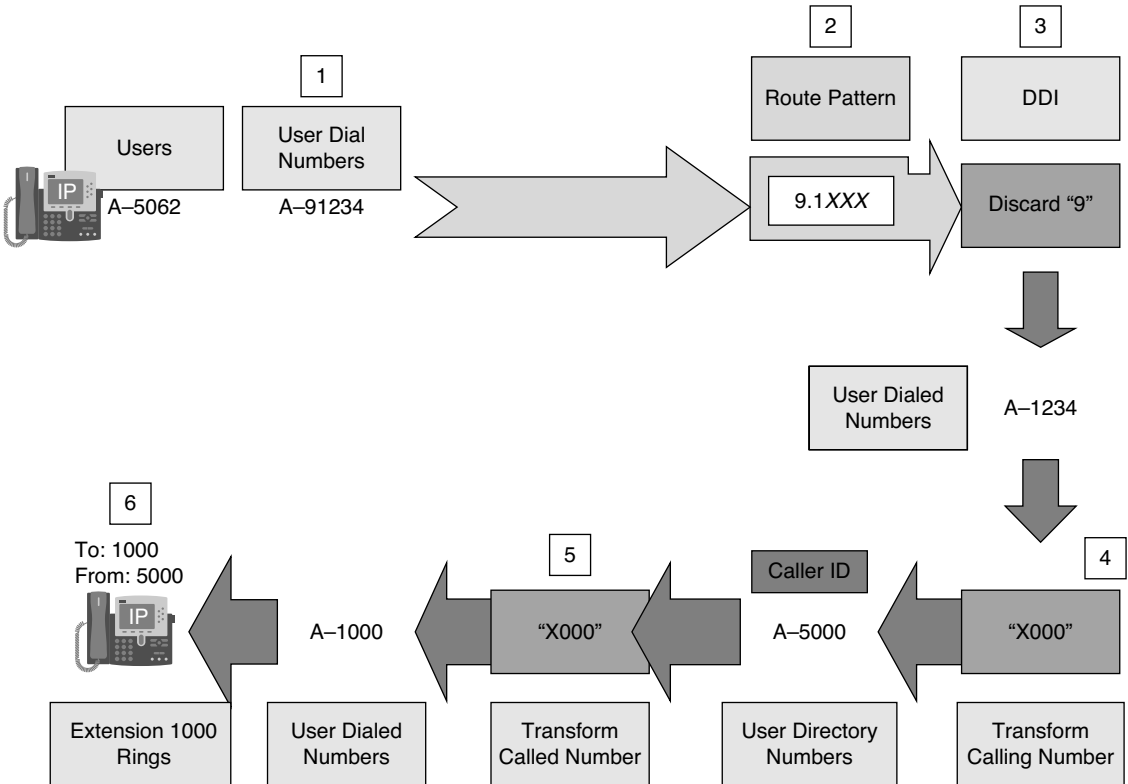 1
2
3
Users
User Dial
Numbers
Route Pattern
DDI
IP
A–5062
A–91234
9.1XXX
Discard “9”
User Dialed
Numbers
A–1234
6
To: 1000
From: 5000
IP
A–1000
5
“X000”
Caller ID
A–5000
4
“X000”
Extension 1000
Rings
User Dialed
Numbers
Transform
Called Number
User Directory
Numbers
Transform
Calling Number